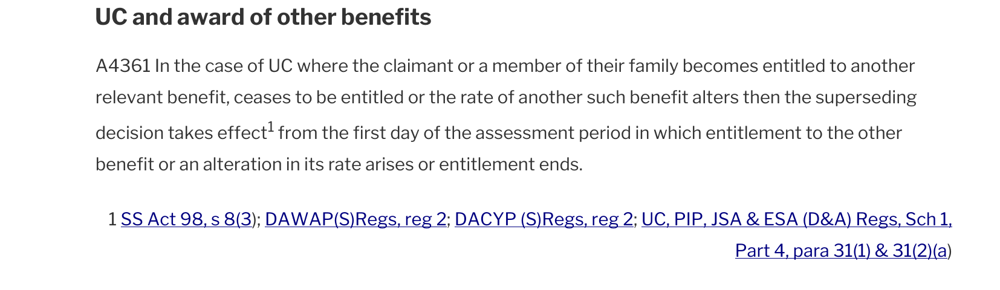 UC and award of other benefits
A4361 In the case of UC where the claimant or a member of their family becomes entitled to another
relevant benefit, ceases to be entitled or the rate of another such benefit alters then the superseding
decision takes effect1 from the first day of the assessment period in which entitlement to the other
benefit or an alteration in its rate arises or entitlement ends.
1 SS Act 98, s 8(3); DAWAP(S)Regs, reg 2; DACYP (S)Regs, reg 2; UC, PIP, JSA & ESA (D&A) Regs, Sch 1,
Part 4, para 31(1) & 31(2)(a)